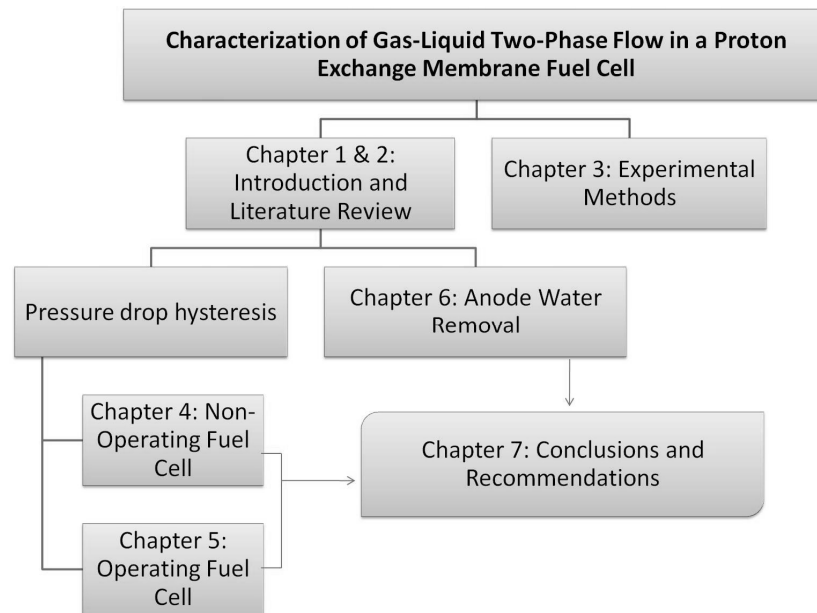 Characterization of Gas-Liquid Two-Phase Flow in a Proton
Exchange Membrane Fuel Cell
Chapter 1 & 2:
Introduction and
Literature Review
Chapter 3: Experimental
Methods
Pressure drop hysteresis
Chapter 6: Anode Water
Removal
Chapter 4: Non-
Operating Fuel
Cell
Chapter 7: Conclusions and
Recommendations
Chapter 5:
Operating Fuel
Cell